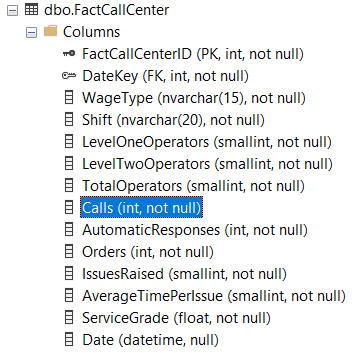 dbo.FactCallCenter
Columns
FactCallCenterID (PK, int, not null)
DateKey (FK, int, not null)
WageType (nvarchar(15), not null)
Shift (nvarchar(20), not null)
LevelOneOperators (smallint, not null)
LevelTwoOperators (smallint, not null)
TotalOperators (smallint, not null)
Calls (int, not null)
AutomaticResponses (int, not null)
Orders (int, not null)
IssuesRaised (smallint, not null)
AverageTimePerIssue (smallint, not null)
ServiceGrade (float, not null)
Date (datetime, null)